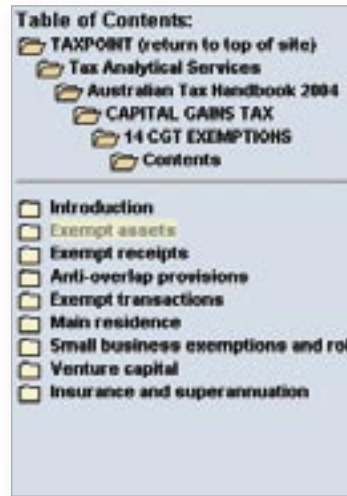 Table of Contents:
TAXPOINT (return to top of site)
Tax Analytical Services
Australian Tax Handbook 2004
CAPITAL GAINS TAX
14 CGT EXEMPTIONS
Contents
Introduction
Exempt assets
Exempt receipts
Anti-overlap provisions
Exempt transactions
Main residence
Small business exemptions and rol
Venture capital
Insurance and superannuation